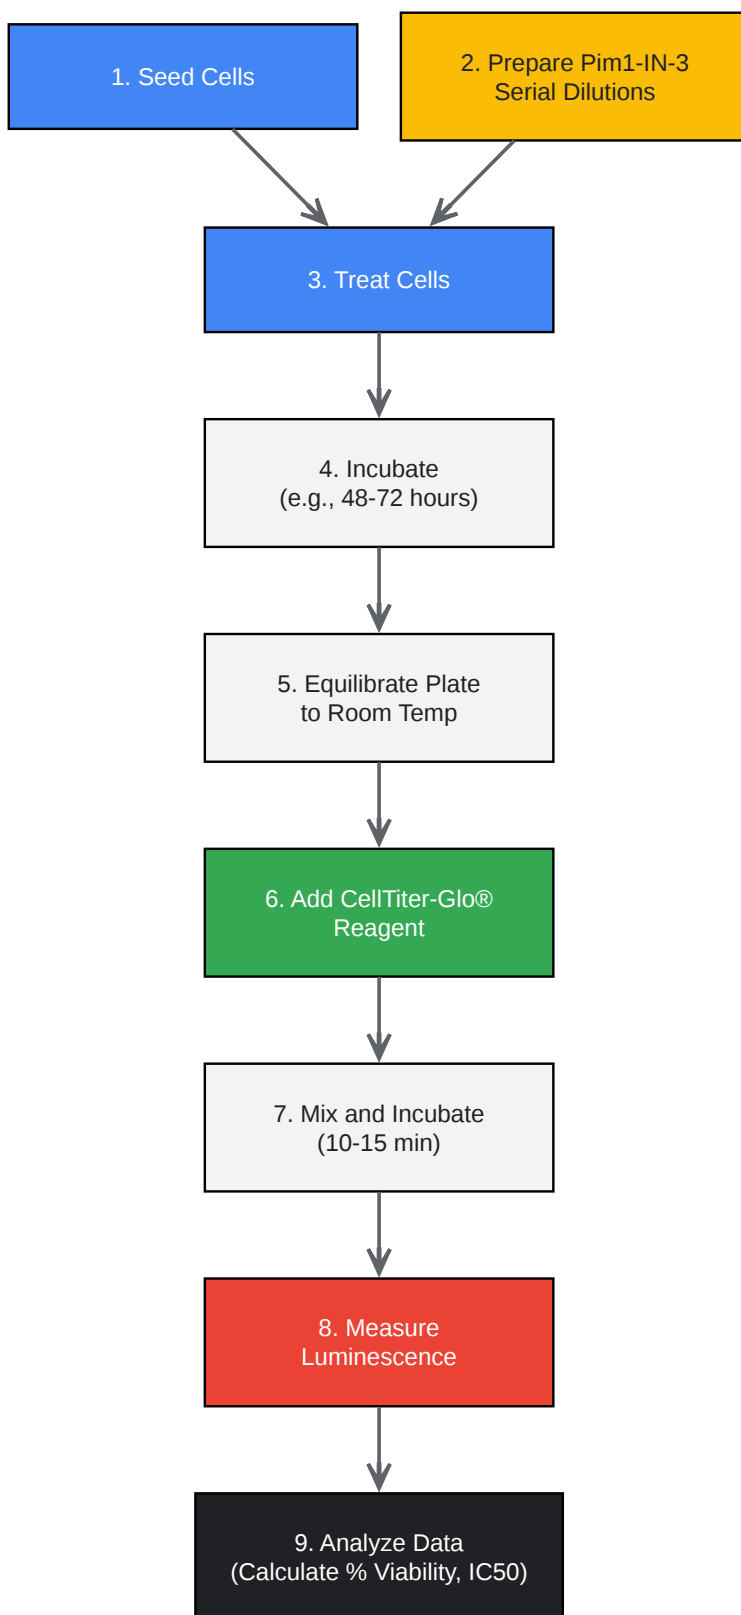 1. Seed Cells
2. Prepare Pim1-IN-3
Serial Dilutions
3. Treat Cells
4. Incubate
(e.g., 48-72 hours)
5. Equilibrate Plate
to Room Temp
6. Add CellTiter-Glo®
Reagent
7. Mix and Incubate
(10-15 min)
8. Measure
Luminescence
9. Analyze Data
(Calculate % Viability, IC50)